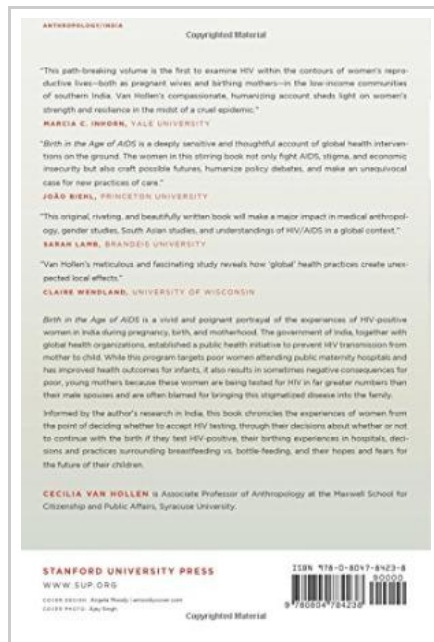 ANTHROPOLOGY/INDIA
Copyrighted Material
"This path-breaking volume is the first to examine HIV within the contours of women's repro-
ductive lives—both as pregnant wives and birthing mothers—in the low-income communities
of southern India. Van Hollen's compassionate, humanizing account sheds light on women's
strength and resilience in the midst of a cruel epidemic."
MARCIA C. INHORN, YALE UNIVERSITY
"Birth in the Age of AIDS is a deeply sensitive and thoughtful account of global health interven-
tions on the ground. The women in this stirring book not only fight AIDS, stigma, and economic
insecurity but also craft possible futures, humanize policy debates, and make an unequivocal
case for new practices of care."
JOÃO BIEHL, PRINCETON UNIVERSITY
"This original, riveting, and beautifully written book will make a major impact in medical anthropol-
ogy, gender studies, South Asian studies, and understandings of HIV/AIDS in a global context."
SARAH LAMB, BRANDEIS UNIVERSITY
"Van Hollen's meticulous and fascinating study reveals how 'global' health practices create unex-
pected local effects."
CLAIRE WENDLAND, UNIVERSITY OF WISCONSIN
Birth in the Age of AIDS is a vivid and poignant portrayal of the experiences of HIV-positive
women in India during pregnancy, birth, and motherhood. The government of India, together with
global health organizations, established a public health initiative to prevent HIV transmission from
mother to child. While this program targets poor women attending public maternity hospitals and
has improved health outcomes for infants, it also results in sometimes negative consequences for
poor, young mothers because these women are being tested for HIV in far greater numbers than
their male spouses and are often blamed for bringing this stigmatized disease into the family.
Informed by the author's research in India, this book chronicles the experiences of women from
the point of deciding whether to accept HIV testing, through their decisions about whether or not
to continue with the birth if they test HIV-positive, their birthing experiences in hospitals, deci-
sions and practices surrounding breastfeeding vs. bottle-feeding, and their hopes and fears for
the future of their children.
CECILIA VAN HOLLEN is Associate Professor of Anthropology at the Maxwell School for
Citizenship and Public Affairs, Syracuse University.
STANFORD UNIVERSITY PRESS
WWW.SUP.ORG
COVER DESIGN: Angela Moody | amoodycover.com
COVER PHOTO: Ajay Singh
ISBN 978-0-8047-8423-8
90000
9 780804 784238
Copyrighted Material